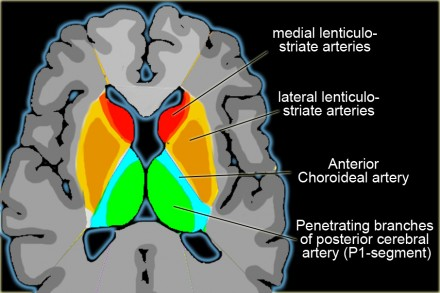 medial lenticulo-
striate arteries
lateral lenticulo-
striate arteries
Anterior
Choroideal artery
Penetrating branches
of posterior cerebral
artery (P1-segment)